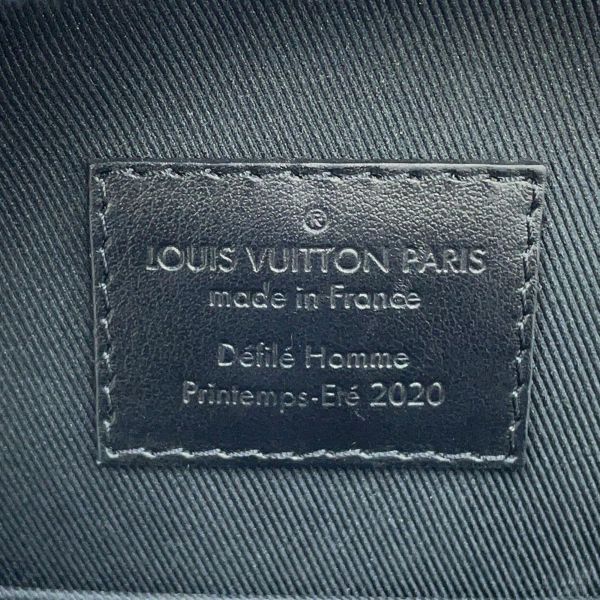 ®
LOUIS VUITTON PARIS
made in France
Défilé Homme
Printemps-Eté 2020